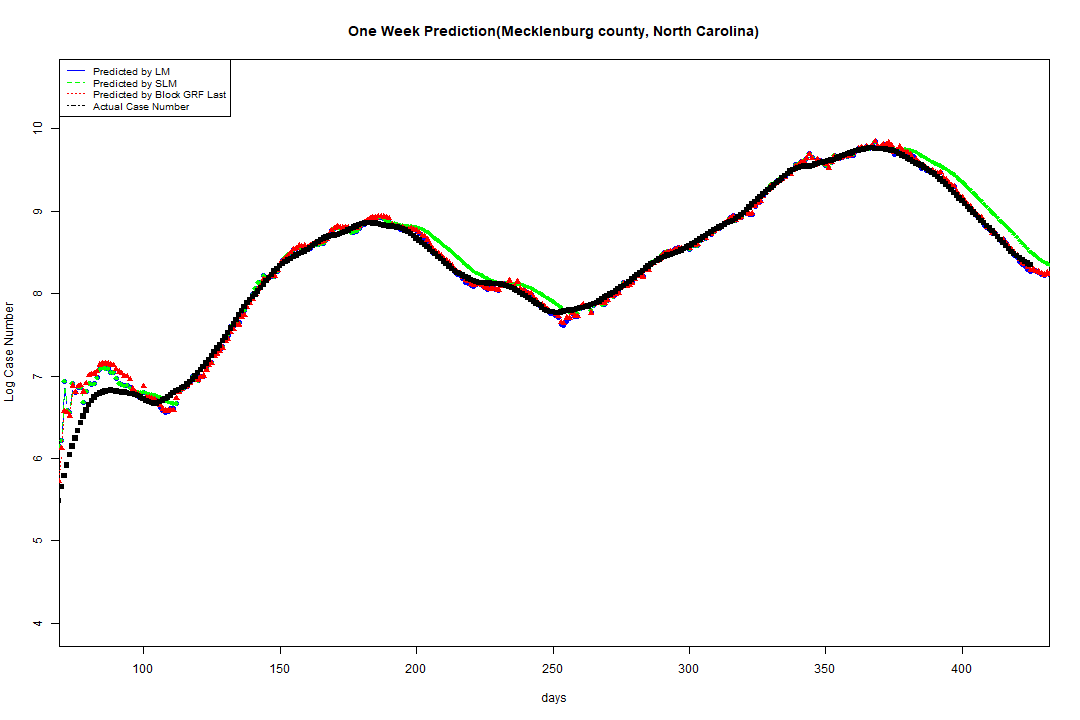 One Week Prediction(Mecklenburg county, North Carolina)
Predicted by LM
Predicted by SLM
Predicted by Block GRF Last
Actual Case Number
10
9
8
7
6
5
4
Log Case Number
100 150 200 250 300 350 400
days